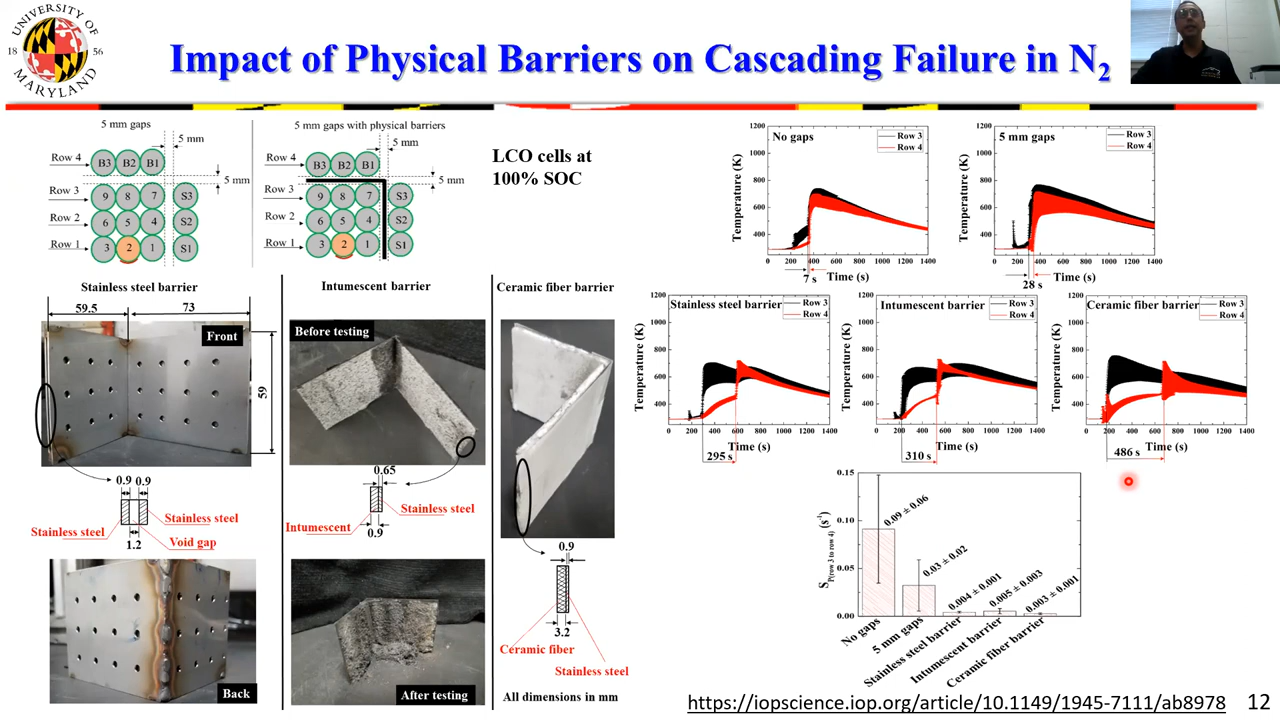 UNIVERSITY OF
18 56
MARYLAND
Impact of Physical Barriers on Cascading Failure in N2
5 mm gaps
5 mm
Row 4
B3 B2 B1
5 mm
Row 3
9 8 7 S3
Row 2
6 5 4 S2
Row 1
3 2 1 S1
5 mm gaps with physical barriers
5 mm
Row 4
B3 B2 B1
5 mm
Row 3
9 8 7 S3
Row 2
6 5 4 S2
Row 1
3 2 1 S1
LCO cells at
100% SOC
Stainless steel barrier
59.5 73
Front
59
0.9 0.9
Stainless steel
Stainless steel
Void gap
1.2
Back
Intumescent barrier
Before testing
0.65
Stainless steel
Intumescent
0.9
After testing
Ceramic fiber barrier
0.9
3.2
Ceramic fiber
Stainless steel
All dimensions in mm
No gaps
Row 3
Row 4
Temperature (K)
1200
1000
800
600
400
0 200 400 600 800 1000 1200 1400
Time (s)
7 s
5 mm gaps
Row 3
Row 4
Temperature (K)
1200
1000
800
600
400
0 200 400 600 800 1000 1200 1400
Time (s)
28 s
Stainless steel barrier
Row 3
Row 4
Temperature (K)
1200
1000
800
600
400
0 200 400 600 800 1000 1200 1400
Time (s)
295 s
Intumescent barrier
Row 3
Row 4
Temperature (K)
1200
1000
800
600
400
0 200 400 600 800 1000 1200 1400
Time (s)
310 s
Ceramic fiber barrier
Row 3
Row 4
Temperature (K)
1200
1000
800
600
400
0 200 400 600 800 1000 1200 1400
Time (s)
486 s
SP(row 3 to row 4) (s-1)
0.15
0.10
0.05
0.00
0.09 ± 0.06
0.03 ± 0.02
0.004 ± 0.001
0.005 ± 0.003
0.003 ± 0.001
No gaps
5 mm gaps
Stainless steel barrier
Intumescent barrier
Ceramic fiber barrier
https://iopscience.iop.org/article/10.1149/1945-7111/ab8978 12